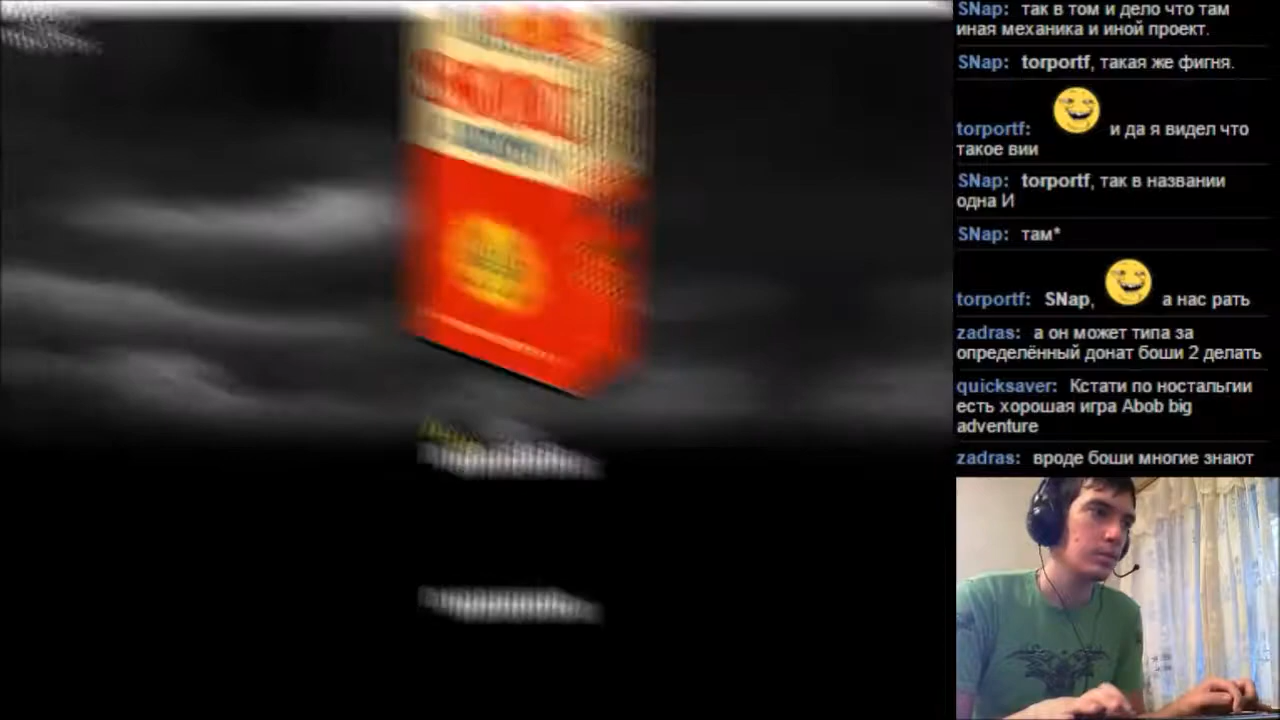 SNap: так в том и дело что там
иная механика и иной проект.
SNap: torportf, такая же фигня.
torportf: и да я видел что
такое вии
SNap: torportf, так в названии
одна И
SNap: там*
torportf: SNap, а нас рать
zadras: а он может типа за
определённый донат боши 2 делать
quicksaver: Кстати по ностальгии
есть хорошая игра Abob big
adventure
zadras: вроде боши многие знают